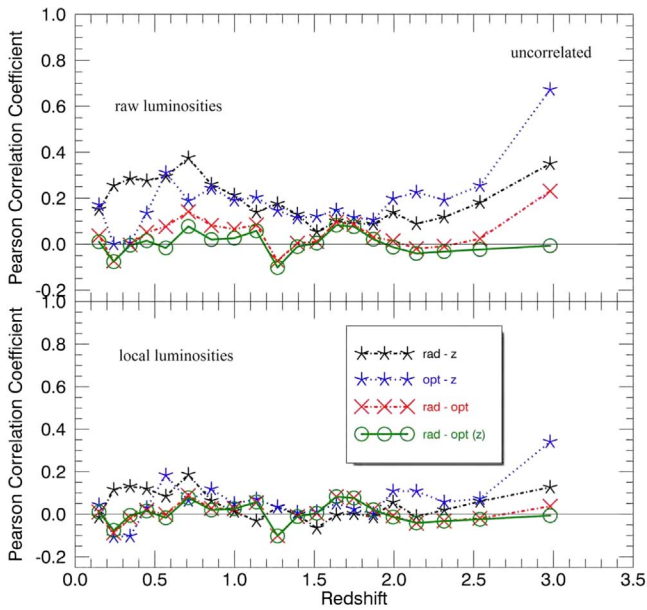 1.0
0.8
0.6
0.4
0.2
0.0
-0.2
Pearson Correlation Coefficient
raw luminosities
uncorrelated
1.0
0.8
0.6
0.4
0.2
0.0
-0.2
Pearson Correlation Coefficient
local luminosities
rad - z
opt - z
rad - opt
rad - opt (z)
0.0 0.5 1.0 1.5 2.0 2.5 3.0 3.5
Redshift